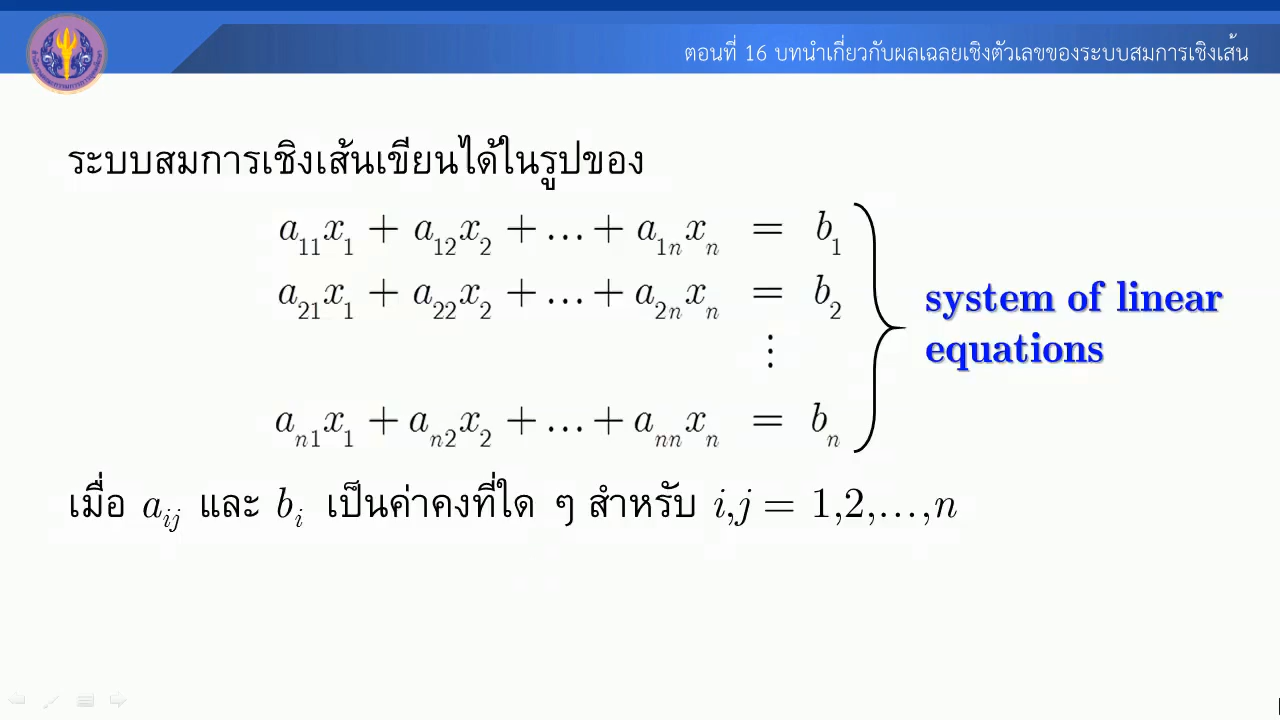 ตอนที่ 16 บทนำเกี่ยวกับผลเฉลยเชิงตัวเลขของระบบสมการเชิงเส้น
ระบบสมการเชิงเส้นเขียนได้ในรูปของ
a₁₁x₁ + a₁₂x₂ + … + a₁ₙxₙ = b₁
a₂₁x₁ + a₂₂x₂ + … + a₂ₙxₙ = b₂
⋮
aₙ₁x₁ + aₙ₂x₂ + … + aₙₙxₙ = bₙ
system of linear
equations
เมื่อ aᵢⱼ และ bᵢ เป็นค่าคงที่ใด ๆ สำหรับ i,j = 1,2,…,n